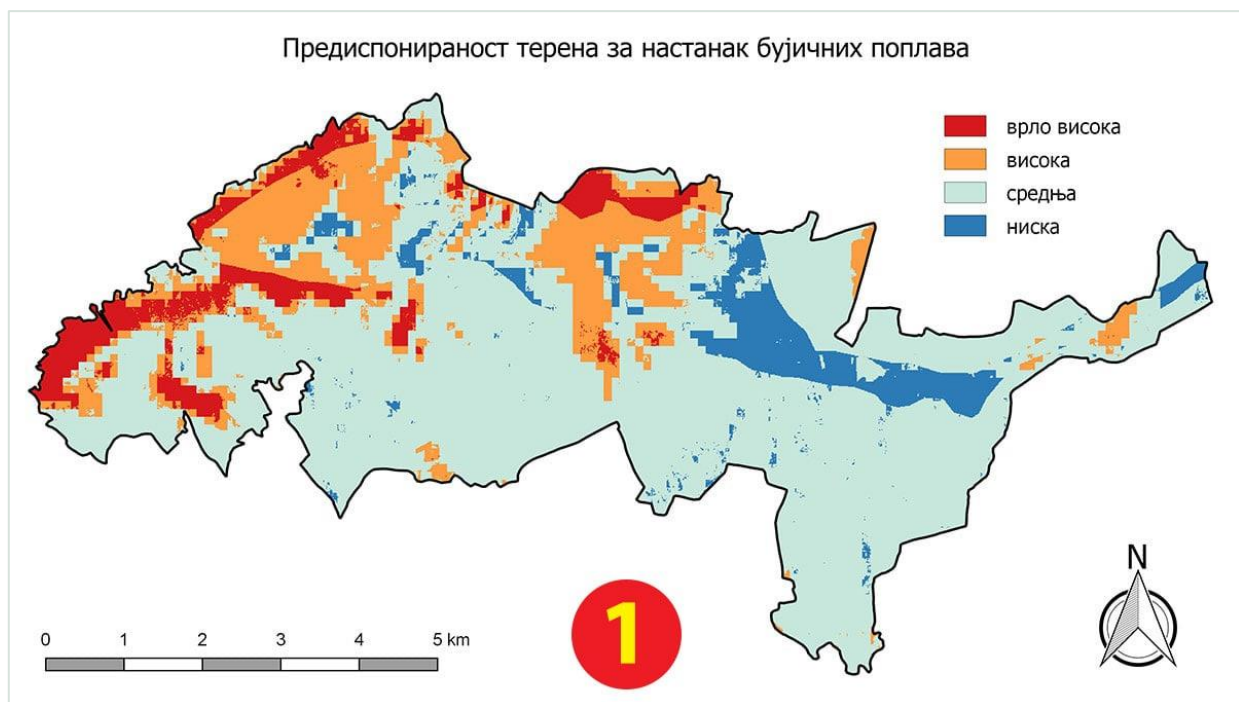 Предиспонираност терена за настанак бујичних поплава
врло висока
висока
средња
ниска
N
0 1 2 3 4 5 km
1